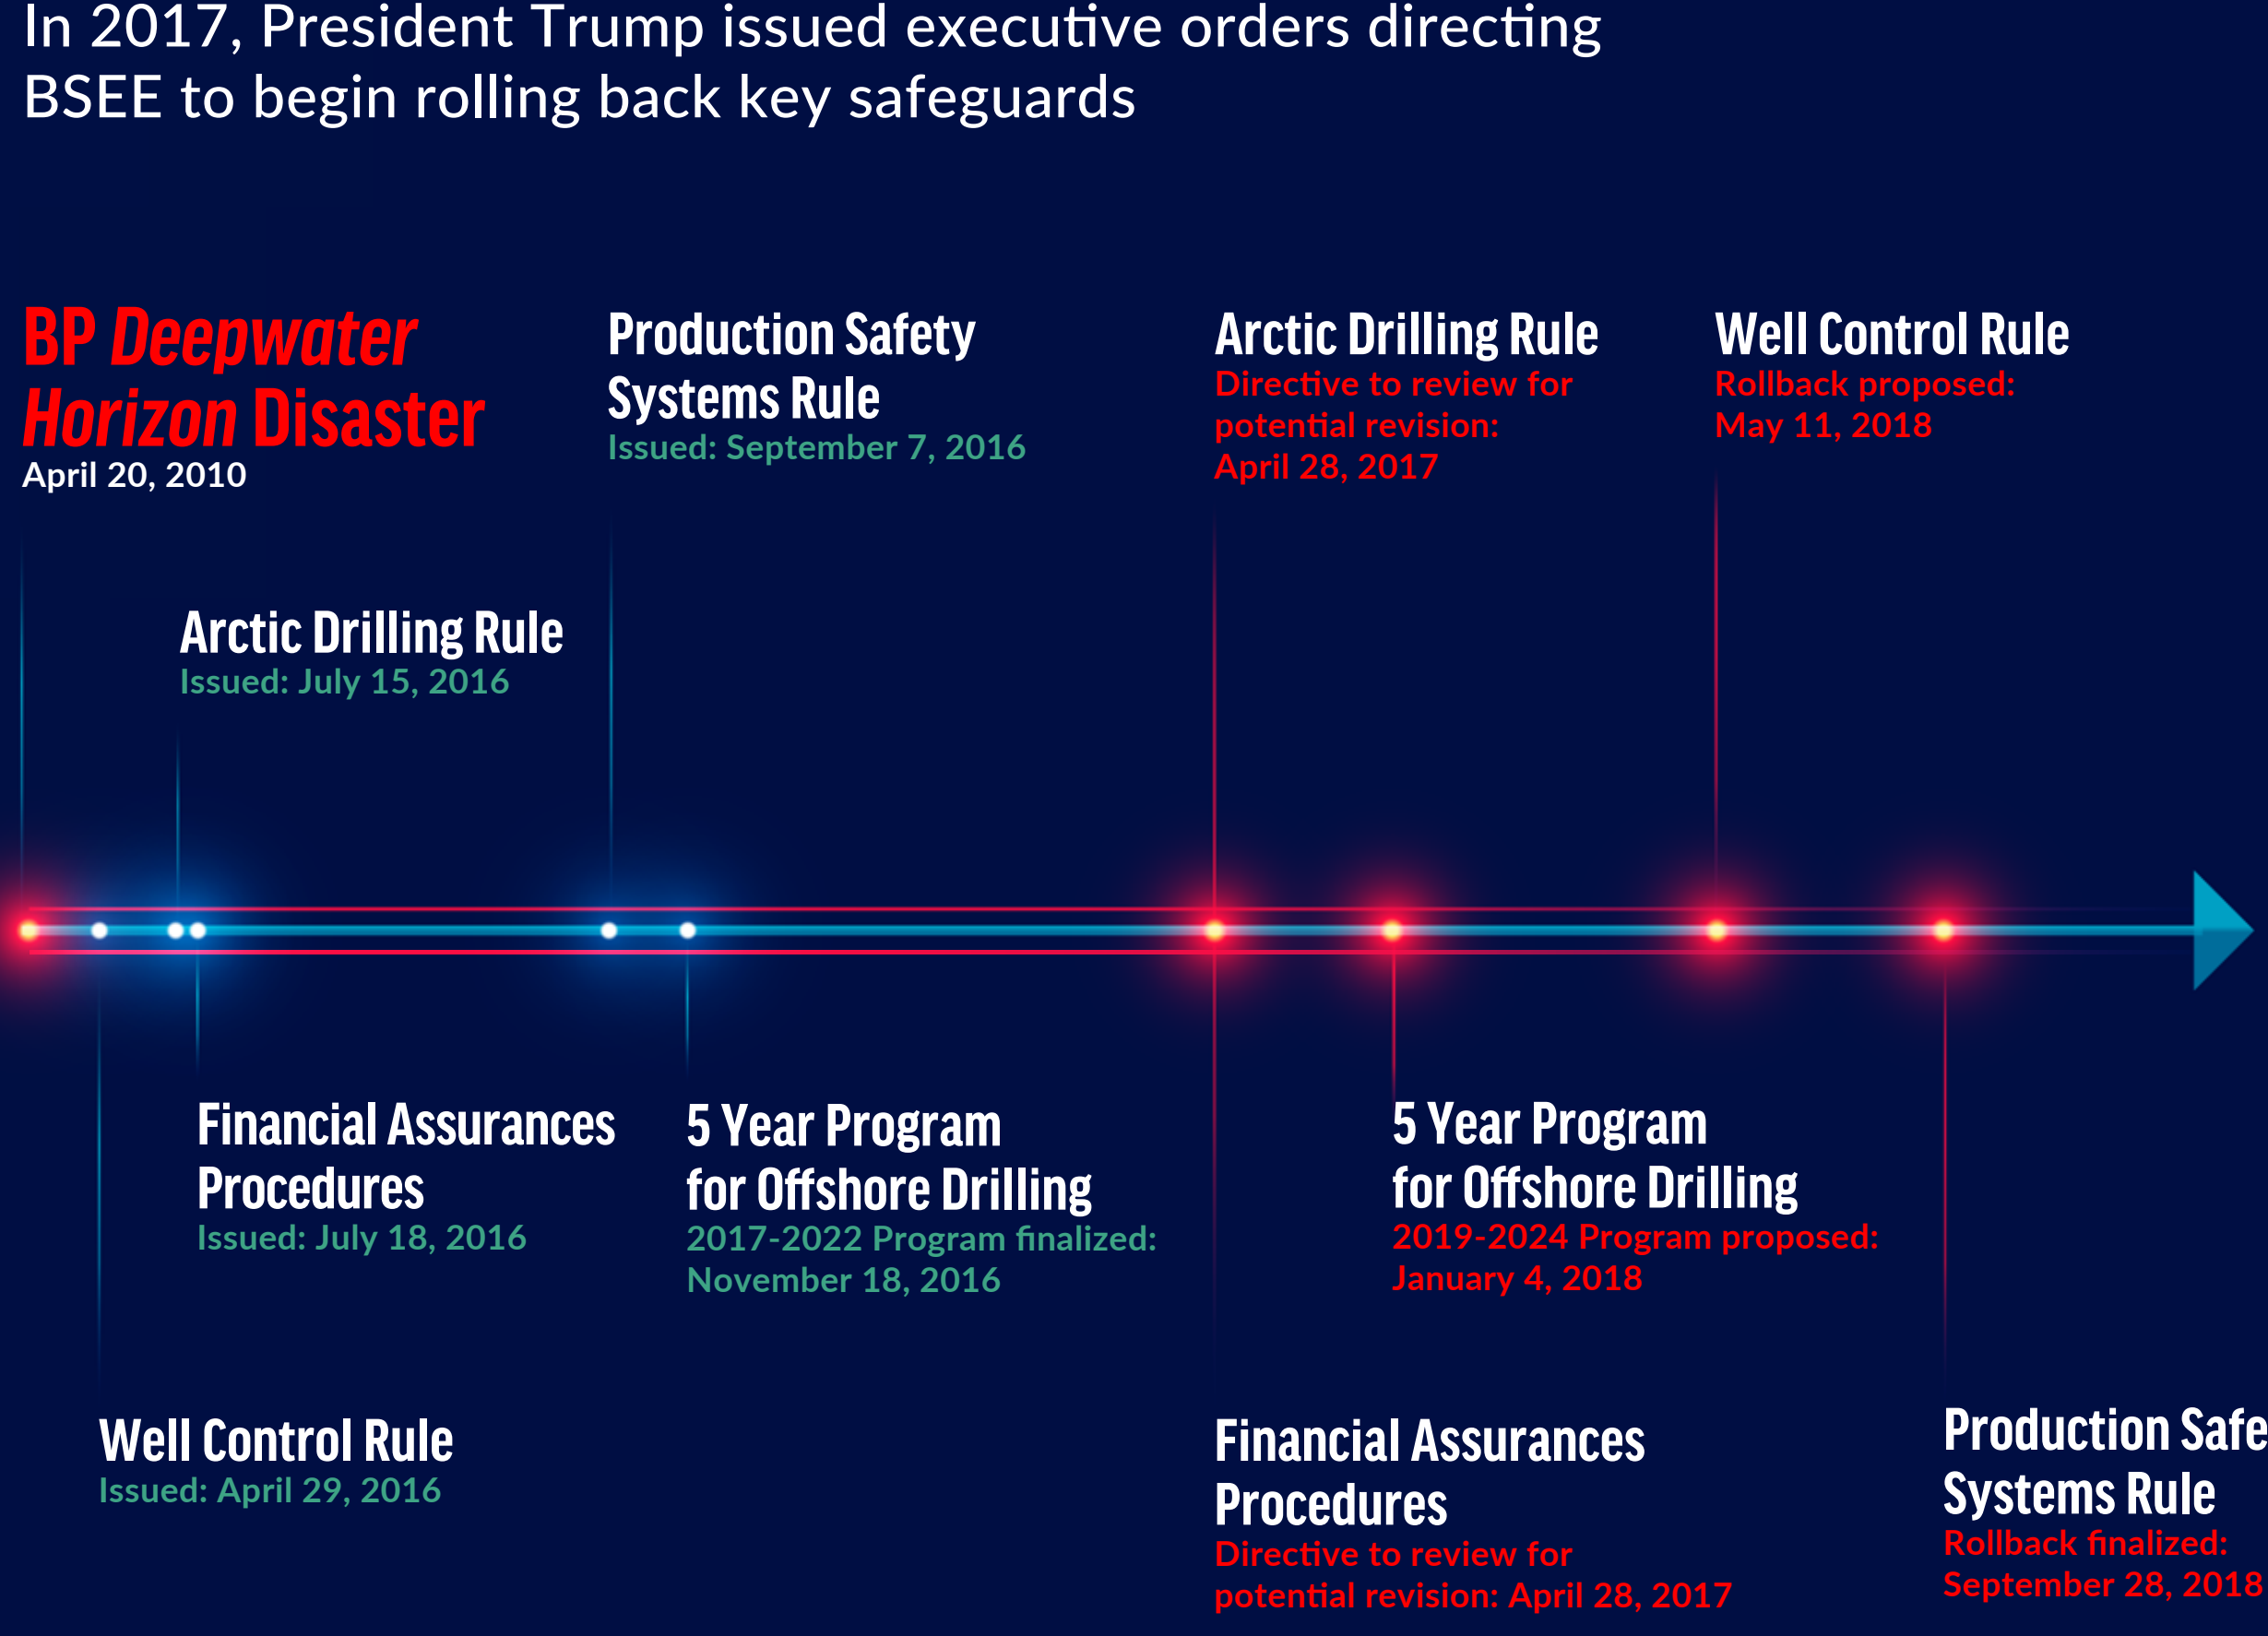 In 2017, President Trump issued executive orders directing
BSEE to begin rolling back key safeguards
BP Deepwater
Horizon Disaster
April 20, 2010
Production Safety
Systems Rule
Issued: September 7, 2016
Arctic Drilling Rule
Directive to review for
potential revision:
April 28, 2017
Well Control Rule
Rollback proposed:
May 11, 2018
Arctic Drilling Rule
Issued: July 15, 2016
Financial Assurances
Procedures
Issued: July 18, 2016
5 Year Program
for Offshore Drilling
2017-2022 Program finalized:
November 18, 2016
5 Year Program
for Offshore Drilling
2019-2024 Program proposed:
January 4, 2018
Well Control Rule
Issued: April 29, 2016
Financial Assurances
Procedures
Directive to review for
potential revision: April 28, 2017
Production Safe
Systems Rule
Rollback finalized:
September 28, 2018